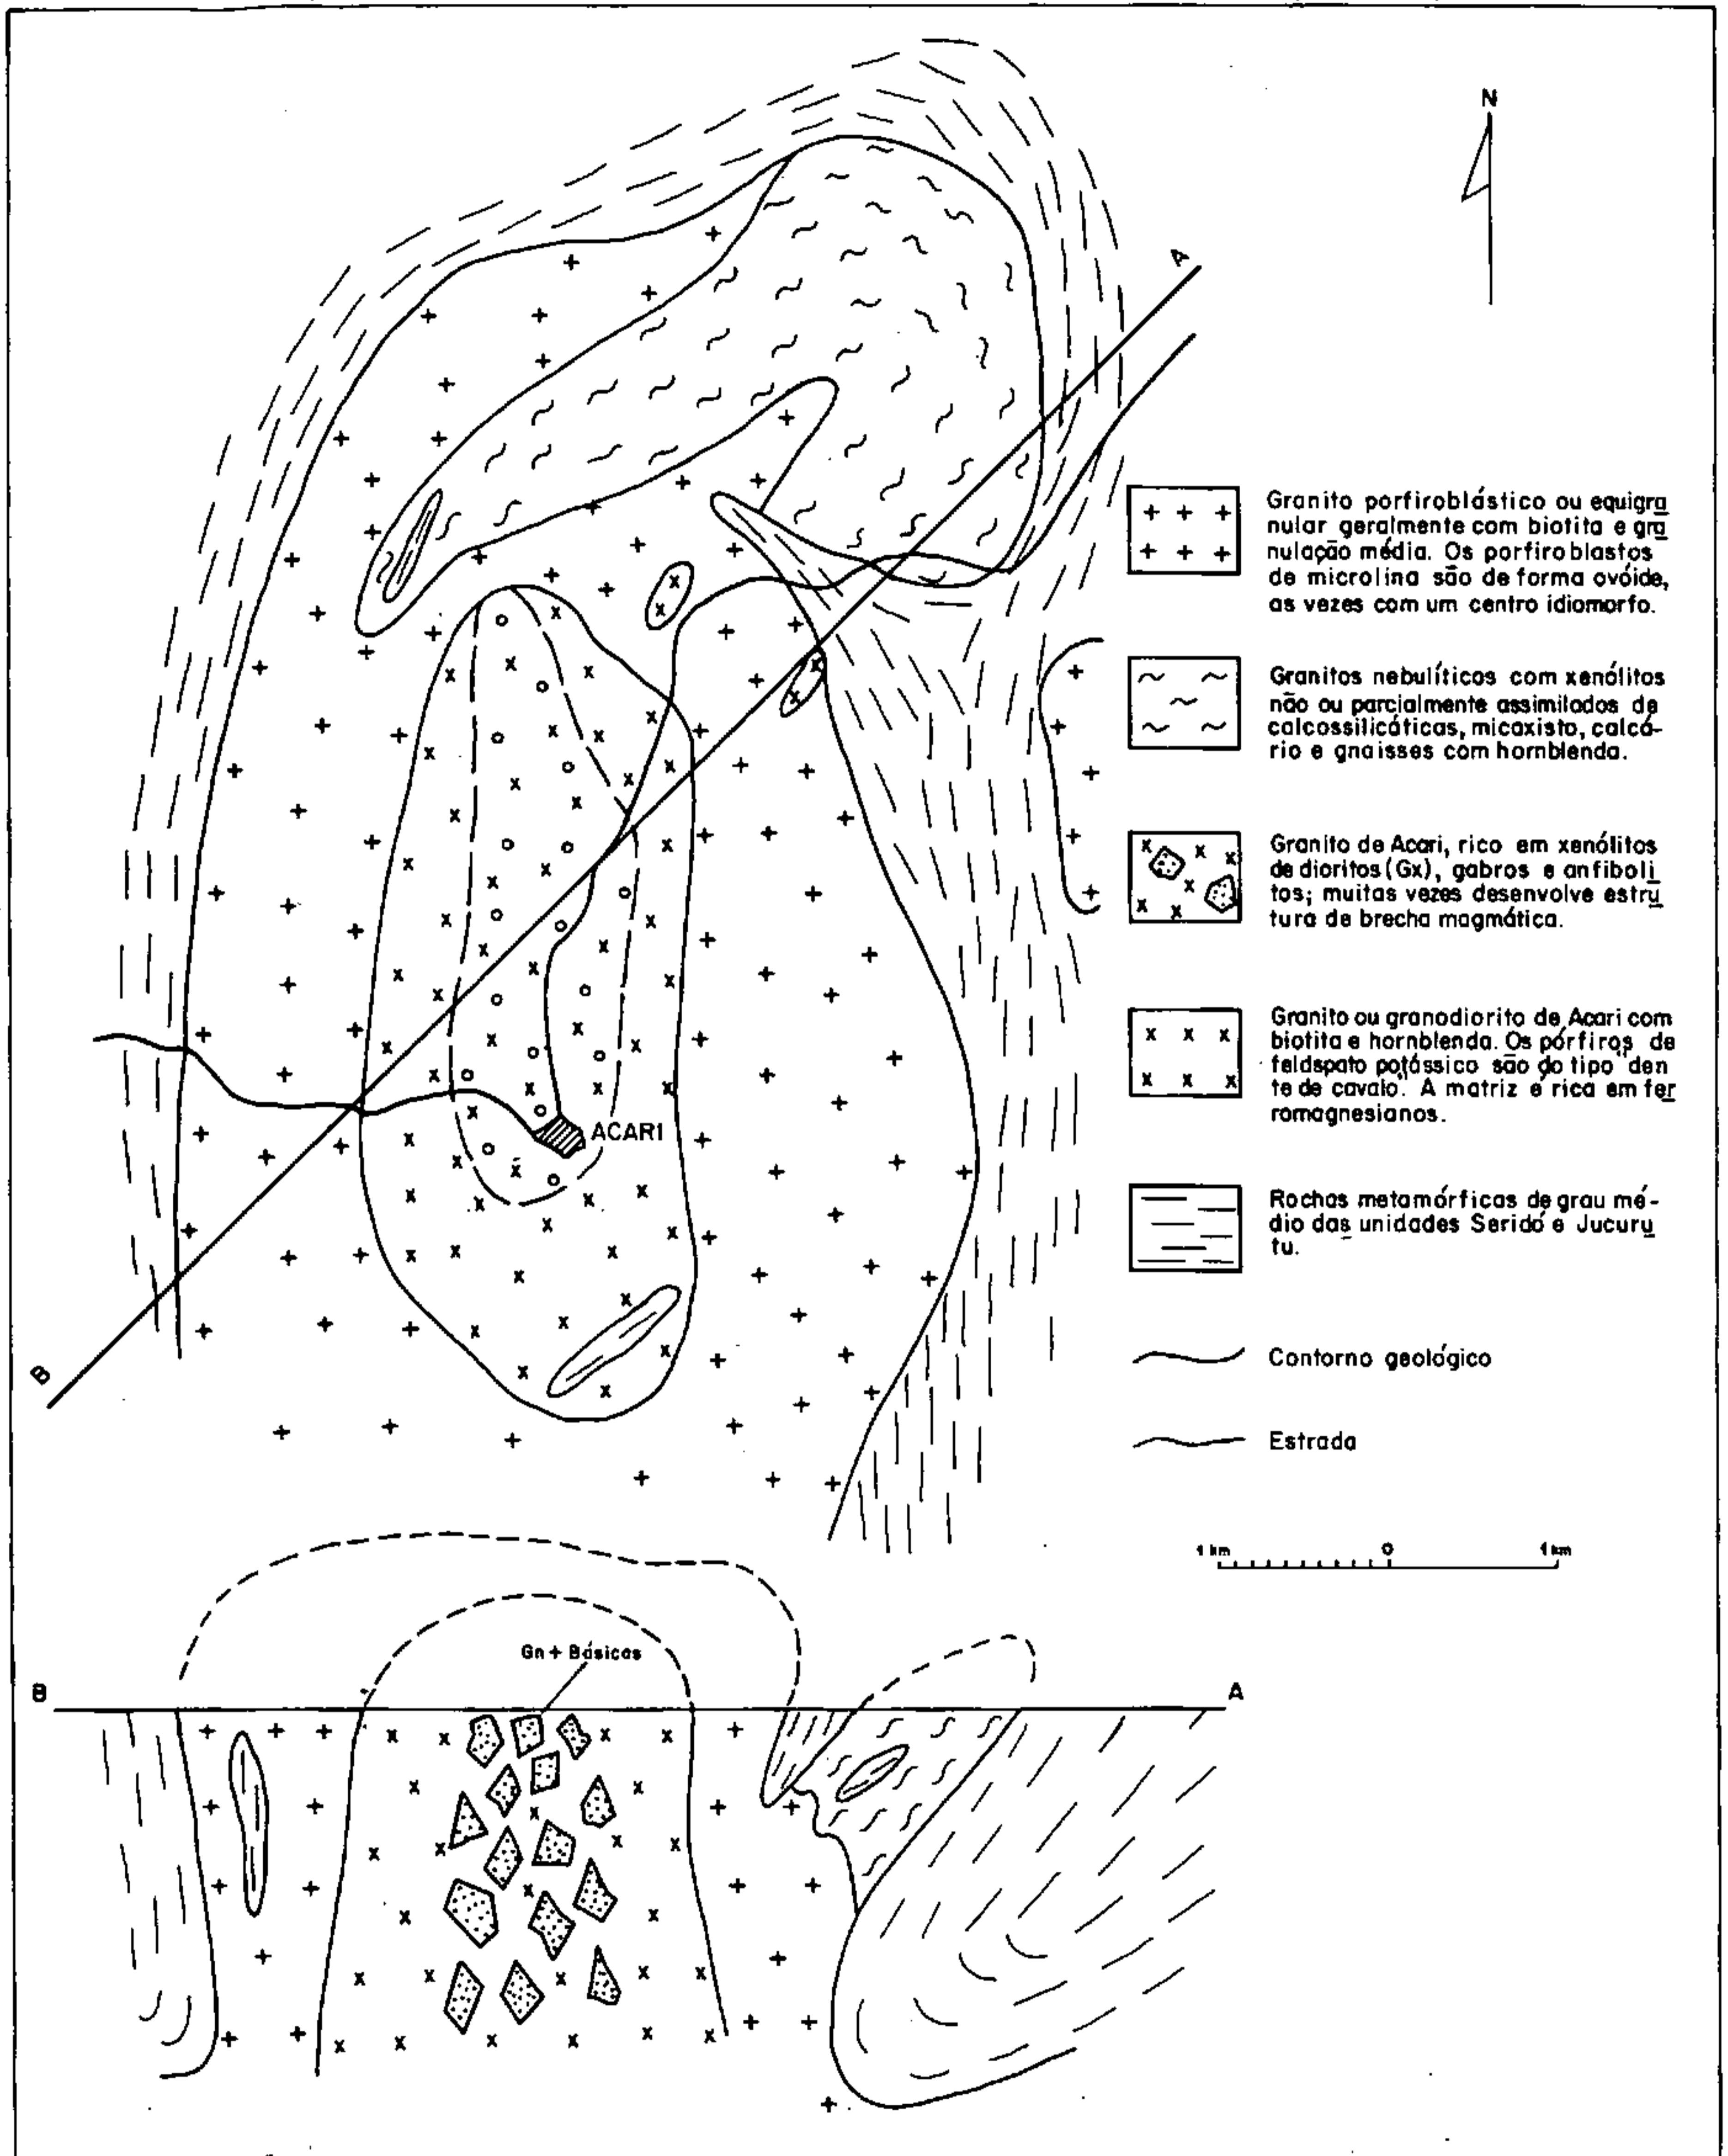 N
A
Granito porfiroblástico ou equigra
nular geralmente com biotita e gra
nulação média. Os porfiroblastos
de microlina são de forma ovóide,
as vezes com um centro idiomorfo.
Granitos nebulíticos com xenólitos
não ou parcialmente assimilados de
calcossilicáticas, micaxisto, calcá-
rio e gnaisses com hornblenda.
Granito de Acari, rico em xenólitos
de dioritos (Gx), gabros e anfiboli
tos; muitas vezes desenvolve estru
tura de brecha magmática.
Granito ou granodiorito de Acari com
biotita e hornblenda. Os pórfiros de
feldspato potássico são do tipo "den
te de cavalo". A matriz é rica em fer
romagnesianos.
ACARI
Rochas metamórficas de grau mé-
dio das unidades Seridó e Jucuru
tu.
Contorno geológico
B
Estrada
1 km 0 1 km
Gn + Básicas
B A